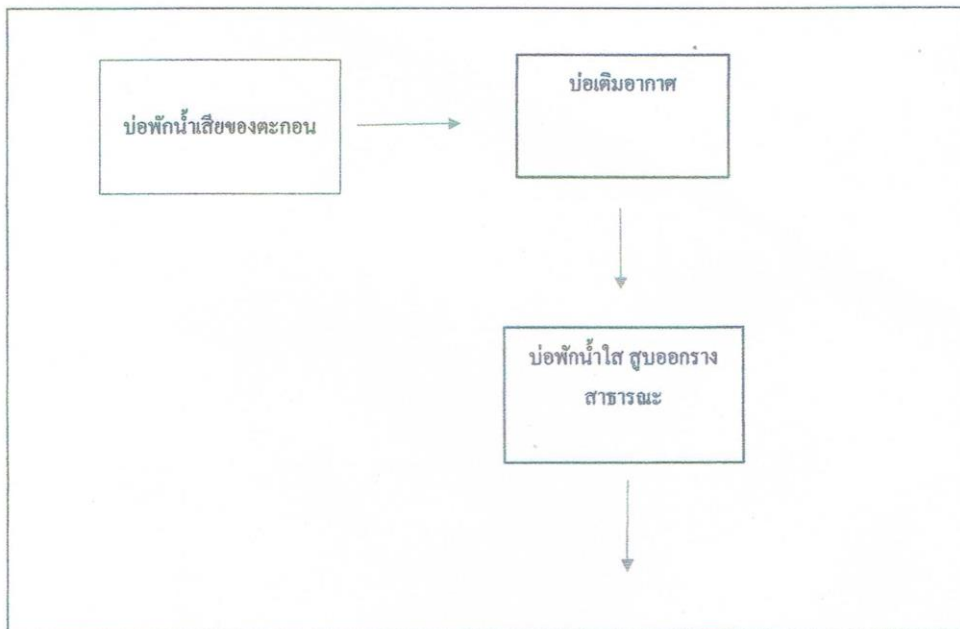 บ่อพักน้ำเสียของตะกอน
บ่อเติมอากาศ
บ่อพักน้ำใส สูบออกราง
สาธารณะ